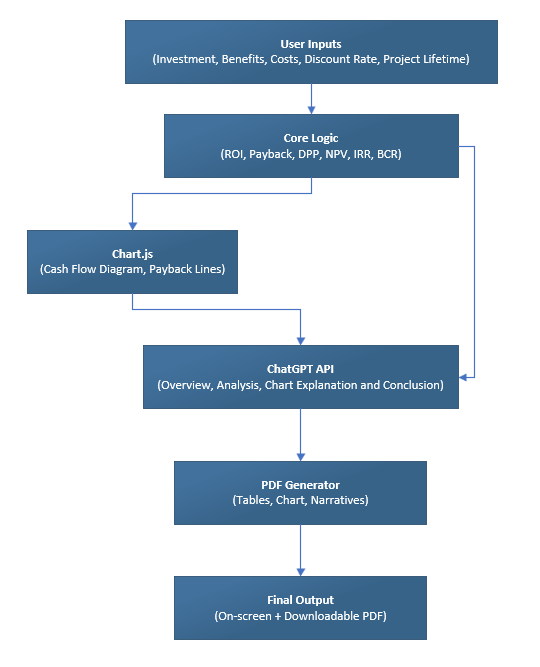 User Inputs
(Investment, Benefits, Costs, Discount Rate, Project Lifetime)
Core Logic
(ROI, Payback, DPP, NPV, IRR, BCR)
Chart.js
(Cash Flow Diagram, Payback Lines)
ChatGPT API
(Overview, Analysis, Chart Explanation and Conclusion)
PDF Generator
(Tables, Chart, Narratives)
Final Output
(On-screen + Downloadable PDF)